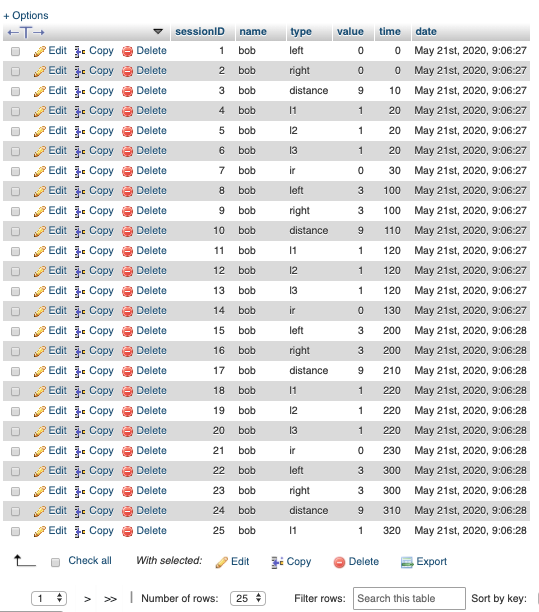 + Options
sessionID name type value time date
Edit Copy Delete 1 bob left 0 0 May 21st, 2020, 9:06:27
Edit Copy Delete 2 bob right 0 0 May 21st, 2020, 9:06:27
Edit Copy Delete 3 bob distance 9 10 May 21st, 2020, 9:06:27
Edit Copy Delete 4 bob l1 1 20 May 21st, 2020, 9:06:27
Edit Copy Delete 5 bob l2 1 20 May 21st, 2020, 9:06:27
Edit Copy Delete 6 bob l3 1 20 May 21st, 2020, 9:06:27
Edit Copy Delete 7 bob ir 0 30 May 21st, 2020, 9:06:27
Edit Copy Delete 8 bob left 3 100 May 21st, 2020, 9:06:27
Edit Copy Delete 9 bob right 3 100 May 21st, 2020, 9:06:27
Edit Copy Delete 10 bob distance 9 110 May 21st, 2020, 9:06:27
Edit Copy Delete 11 bob l1 1 120 May 21st, 2020, 9:06:27
Edit Copy Delete 12 bob l2 1 120 May 21st, 2020, 9:06:27
Edit Copy Delete 13 bob l3 1 120 May 21st, 2020, 9:06:27
Edit Copy Delete 14 bob ir 0 130 May 21st, 2020, 9:06:27
Edit Copy Delete 15 bob left 3 200 May 21st, 2020, 9:06:28
Edit Copy Delete 16 bob right 3 200 May 21st, 2020, 9:06:28
Edit Copy Delete 17 bob distance 9 210 May 21st, 2020, 9:06:28
Edit Copy Delete 18 bob l1 1 220 May 21st, 2020, 9:06:28
Edit Copy Delete 19 bob l2 1 220 May 21st, 2020, 9:06:28
Edit Copy Delete 20 bob l3 1 220 May 21st, 2020, 9:06:28
Edit Copy Delete 21 bob ir 0 230 May 21st, 2020, 9:06:28
Edit Copy Delete 22 bob left 3 300 May 21st, 2020, 9:06:28
Edit Copy Delete 23 bob right 3 300 May 21st, 2020, 9:06:28
Edit Copy Delete 24 bob distance 9 310 May 21st, 2020, 9:06:28
Edit Copy Delete 25 bob l1 1 320 May 21st, 2020, 9:06:28
Check all With selected: Edit Copy Delete Export
1 > >> | Number of rows: 25 Filter rows: Search this table Sort by key: